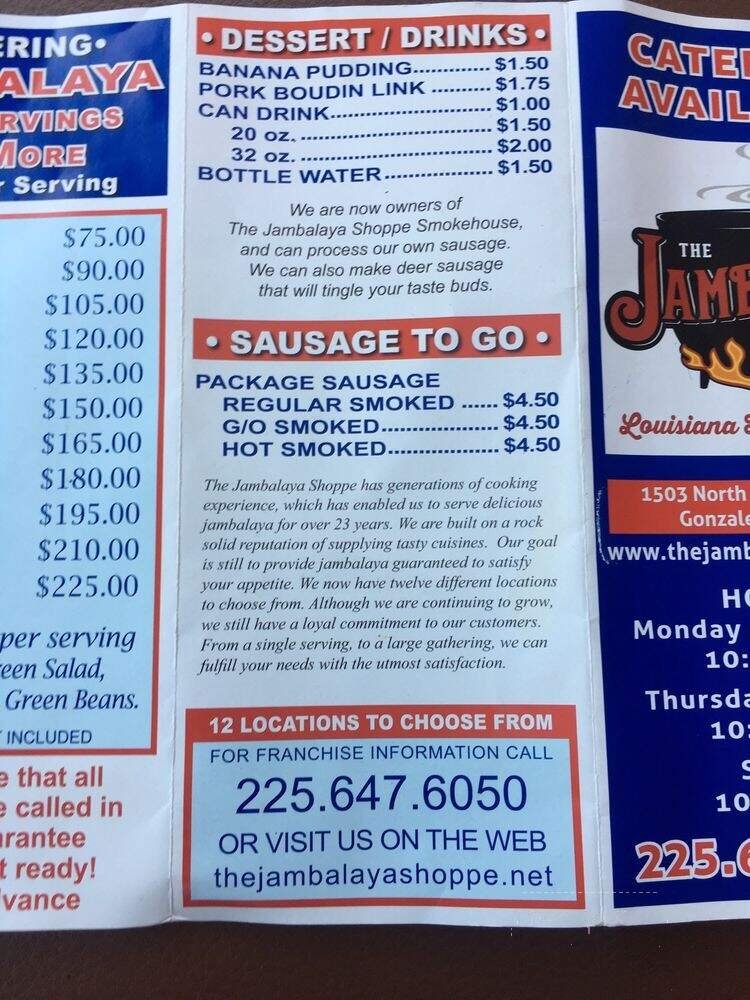 ERING•
ALAYA
RVINGS
MORE
r Serving
$75.00
$90.00
$105.00
$120.00
$135.00
$150.00
$165.00
$180.00
$195.00
$210.00
$225.00
per serving
reen Salad,
Green Beans.
INCLUDED
e that all
e called in
arantee
t ready!
vance
• DESSERT / DRINKS •
BANANA PUDDING............. $1.50
PORK BOUDIN LINK .......... $1.75
CAN DRINK........................... $1.00
20 oz. ................................ $1.50
32 oz. ................................ $2.00
BOTTLE WATER................... $1.50
We are now owners of
The Jambalaya Shoppe Smokehouse,
and can process our own sausage.
We can also make deer sausage
that will tingle your taste buds.
• SAUSAGE TO GO •
PACKAGE SAUSAGE
REGULAR SMOKED ...... $4.50
G/O SMOKED.................... $4.50
HOT SMOKED................... $4.50
The Jambalaya Shoppe has generations of cooking
experience, which has enabled us to serve delicious
jambalaya for over 23 years. We are built on a rock
solid reputation of supplying tasty cuisines. Our goal
is still to provide jambalaya guaranteed to satisfy
your appetite. We now have twelve different locations
to choose from. Although we are continuing to grow,
we still have a loyal commitment to our customers.
From a single serving, to a large gathering, we can
fulfill your needs with the utmost satisfaction.
12 LOCATIONS TO CHOOSE FROM
FOR FRANCHISE INFORMATION CALL
225.647.6050
OR VISIT US ON THE WEB
thejambalayashoppe.net
CATE
AVAIL
THE
JAMB
Louisiana
1503 North
Gonzale
www.thejamb
HO
Monday
10:
Thursda
10:
S
10
225.6